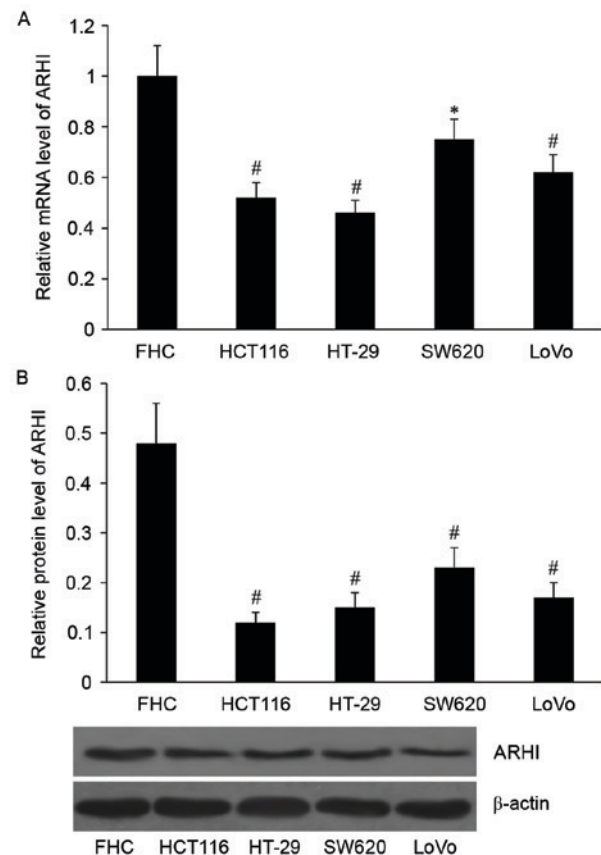 A
Relative mRNA level of ARHI
1.2
1
0.8
0.6
0.4
0.2
0
#
#
*
#
FHC HCT116 HT-29 SW620 LoVo
B
Relative protein level of ARHI
0.6
0.5
0.4
0.3
0.2
0.1
0
#
#
#
#
FHC HCT116 HT-29 SW620 LoVo
ARHI
β-actin
FHC HCT116 HT-29 SW620 LoVo